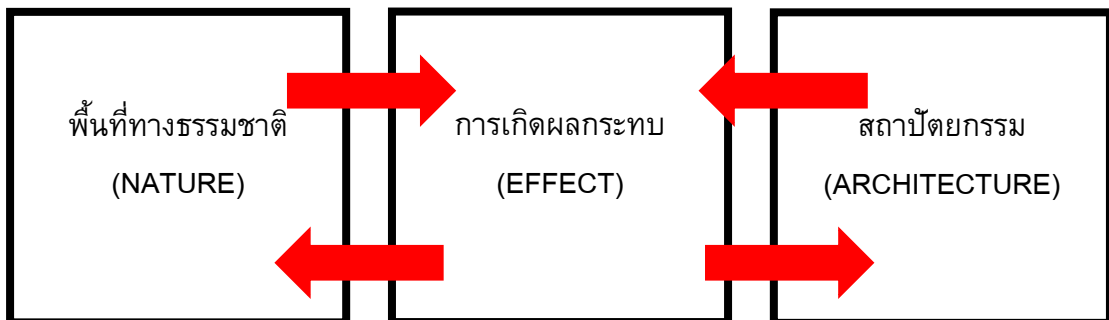 พื้นที่ทางธรรมชาติ
(NATURE)
การเกิดผลกระทบ
(EFFECT)
สถาปัตยกรรม
(ARCHITECTURE)